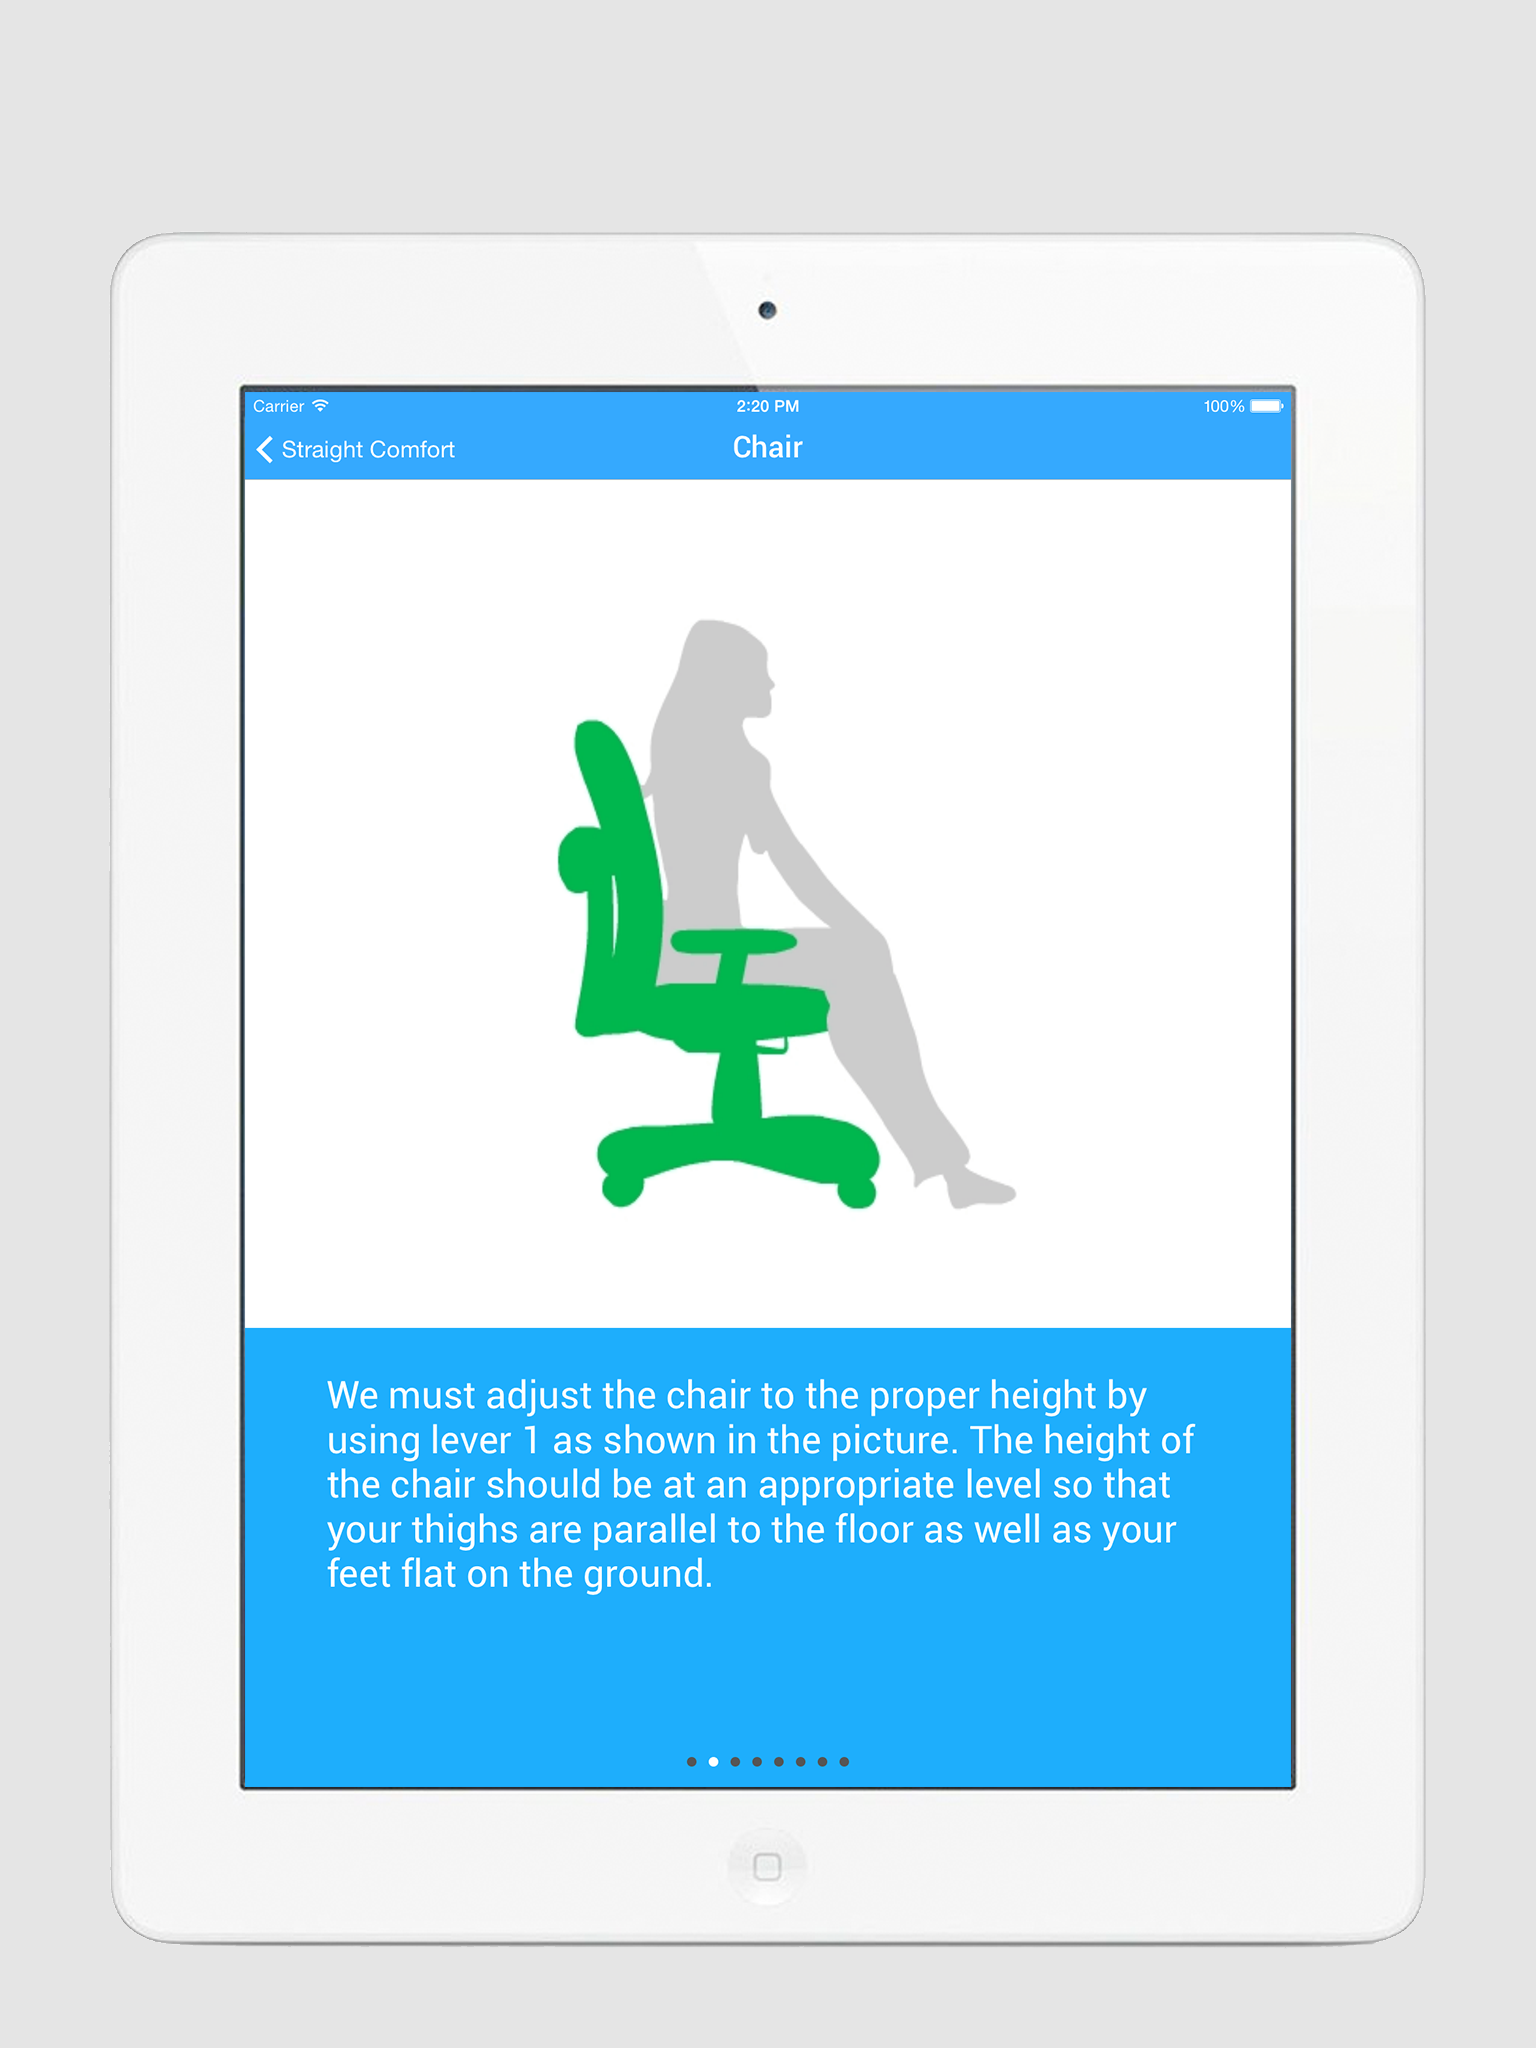 Carrier 2:20 PM 100%
Straight Comfort Chair
We must adjust the chair to the proper height by
using lever 1 as shown in the picture. The height of
the chair should be at an appropriate level so that
your thighs are parallel to the floor as well as your
feet flat on the ground.